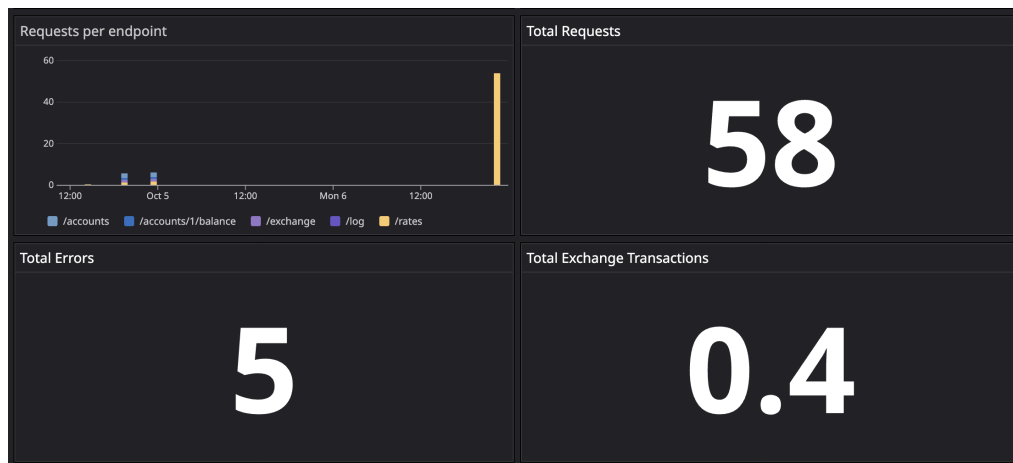 Requests per endpoint
60
40
20
0
12:00 Oct 5 12:00 Mon 6 12:00
/accounts /accounts/1/balance /exchange /log /rates
Total Requests
58
Total Errors
5
Total Exchange Transactions
0.4